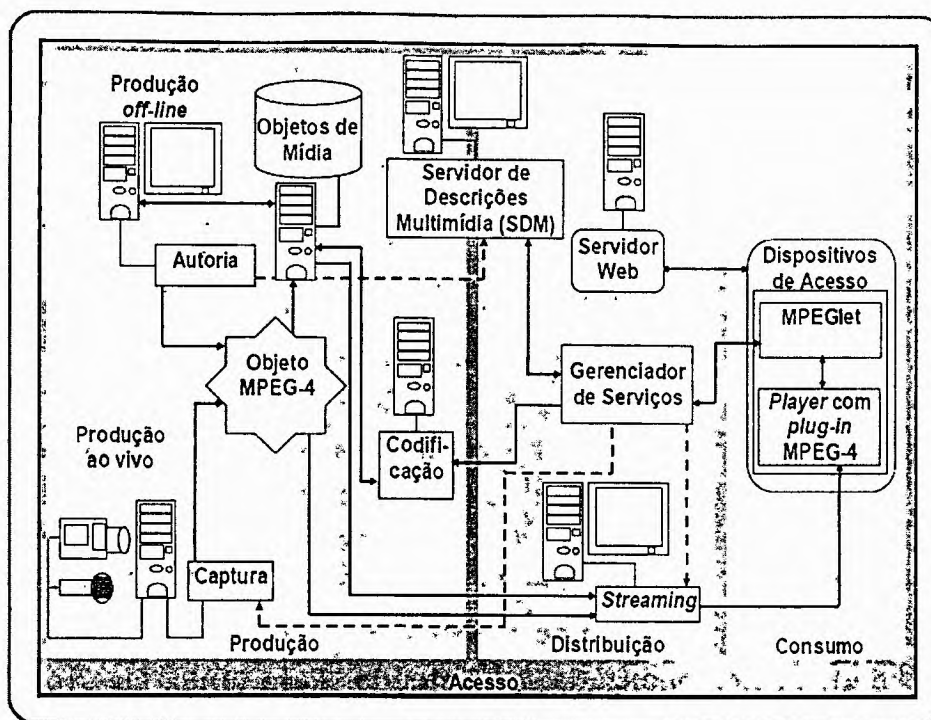 Produção
off-line
Objetos de
Mídia
Servidor de
Descrições
Multimídia (SDM)
Servidor
Web
Dispositivos
de Acesso
Autoria
MPEGlet
Objeto
MPEG-4
Gerenciador
de Serviços
Player com
plug-in
MPEG-4
Produção
ao vivo
Codifi-
cação
Captura
Streaming
Produção
Distribuição
Consumo
Acesso